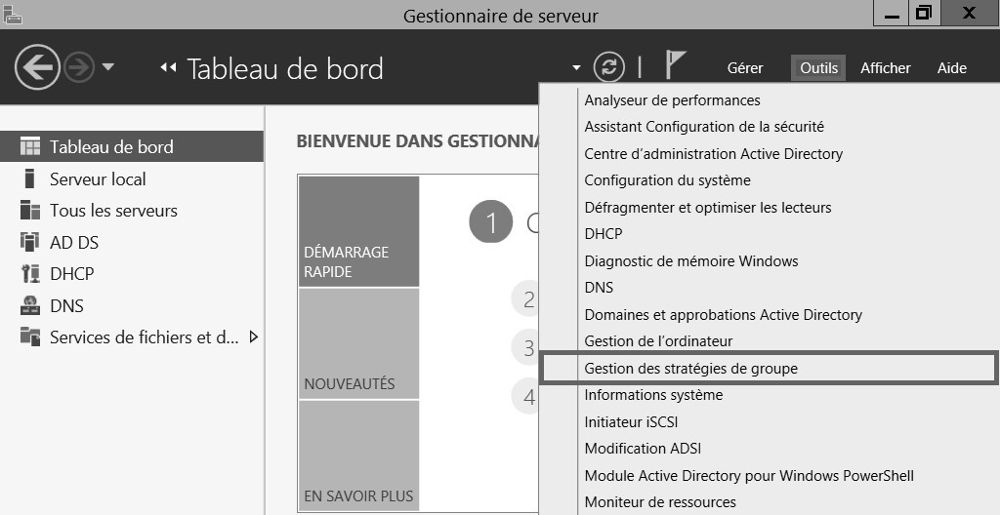 Gestionnaire de serveur
Tableau de bord
Gérer
Outils
Afficher
Aide
Tableau de bord
Serveur local
Tous les serveurs
AD DS
DHCP
DNS
Services de fichiers et d...
BIENVENUE DANS GESTIONNA
DÉMARRAGE
RAPIDE
NOUVEAUTÉS
EN SAVOIR PLUS
1
2
3
4
Analyseur de performances
Assistant Configuration de la sécurité
Centre d'administration Active Directory
Configuration du système
Défragmenter et optimiser les lecteurs
DHCP
Diagnostic de mémoire Windows
DNS
Domaines et approbations Active Directory
Gestion de l'ordinateur
Gestion des stratégies de groupe
Informations système
Initiateur iSCSI
Modification ADSI
Module Active Directory pour Windows PowerShell
Moniteur de ressources